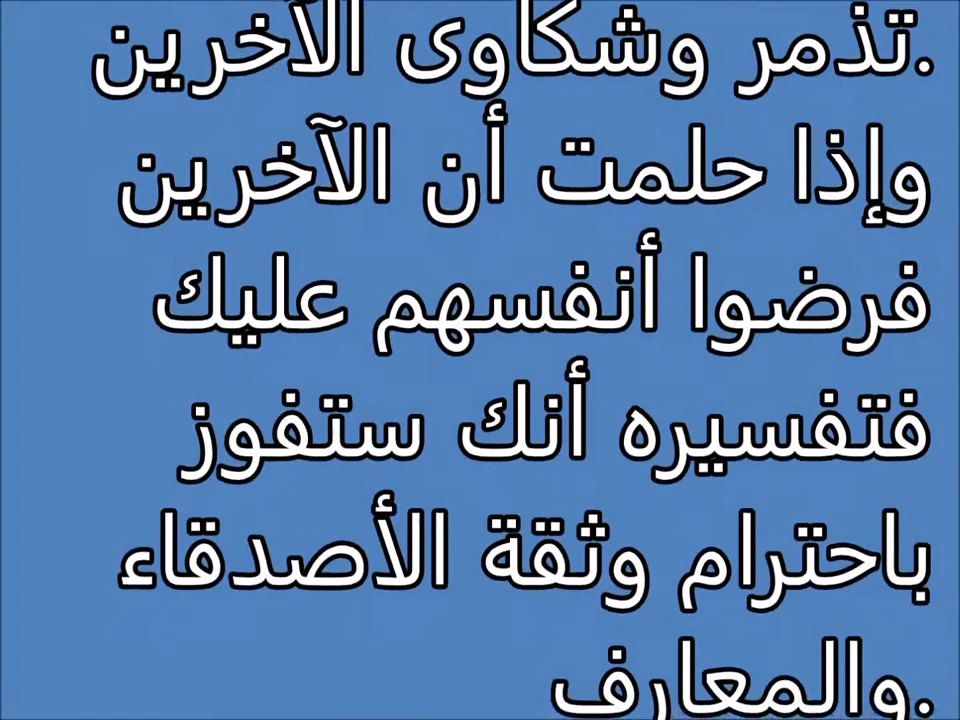 .تذمر وشكاوى الآخرين
وإذا حلمت أن الآخرين
فرضوا أنفسهم عليك
فتفسيره أنك ستفوز
باحترام وثقة الأصدقاء
.والمعارف